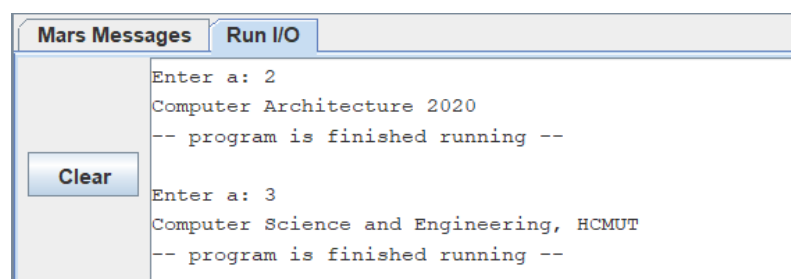 Mars Messages Run I/O
Enter a: 2
Computer Architecture 2020
-- program is finished running --
Clear
Enter a: 3
Computer Science and Engineering, HCMUT
-- program is finished running --